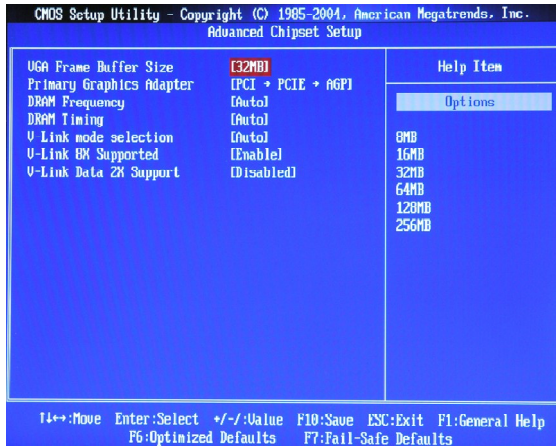 CMOS Setup Utility - Copyright (C) 1985-2004, American Megatrends, Inc.
Advanced Chipset Setup
VGA Frame Buffer Size [32MB]
Primary Graphics Adapter [PCI → PCIE → AGP]
DRAM Frequency [Auto]
DRAM Timing [Auto]
V-Link mode selection [Auto]
V-Link 8X Supported [Enable]
V-Link Data 2X Support [Disabled]
Help Item
Options
8MB
16MB
32MB
64MB
128MB
256MB
↑↓←→:Move Enter:Select +/-/:Value F10:Save ESC:Exit F1:General Help
F6:Optimized Defaults F7:Fail-Safe Defaults